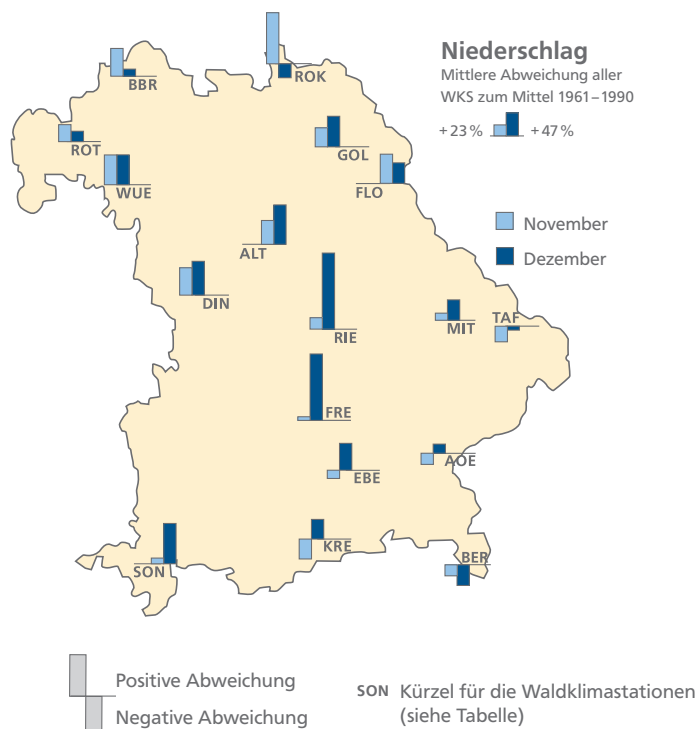 Niederschlag
Mittlere Abweichung aller
WKS zum Mittel 1961–1990
+23% +47%
November
Dezember
BBR
ROK
ROT
GOL
WUE
FLO
ALT
DIN
RIE
MIT
TAF
FRE
AOE
EBE
KRE
BER
SON
Positive Abweichung
Negative Abweichung
SON Kürzel für die Waldklimastationen
(siehe Tabelle)